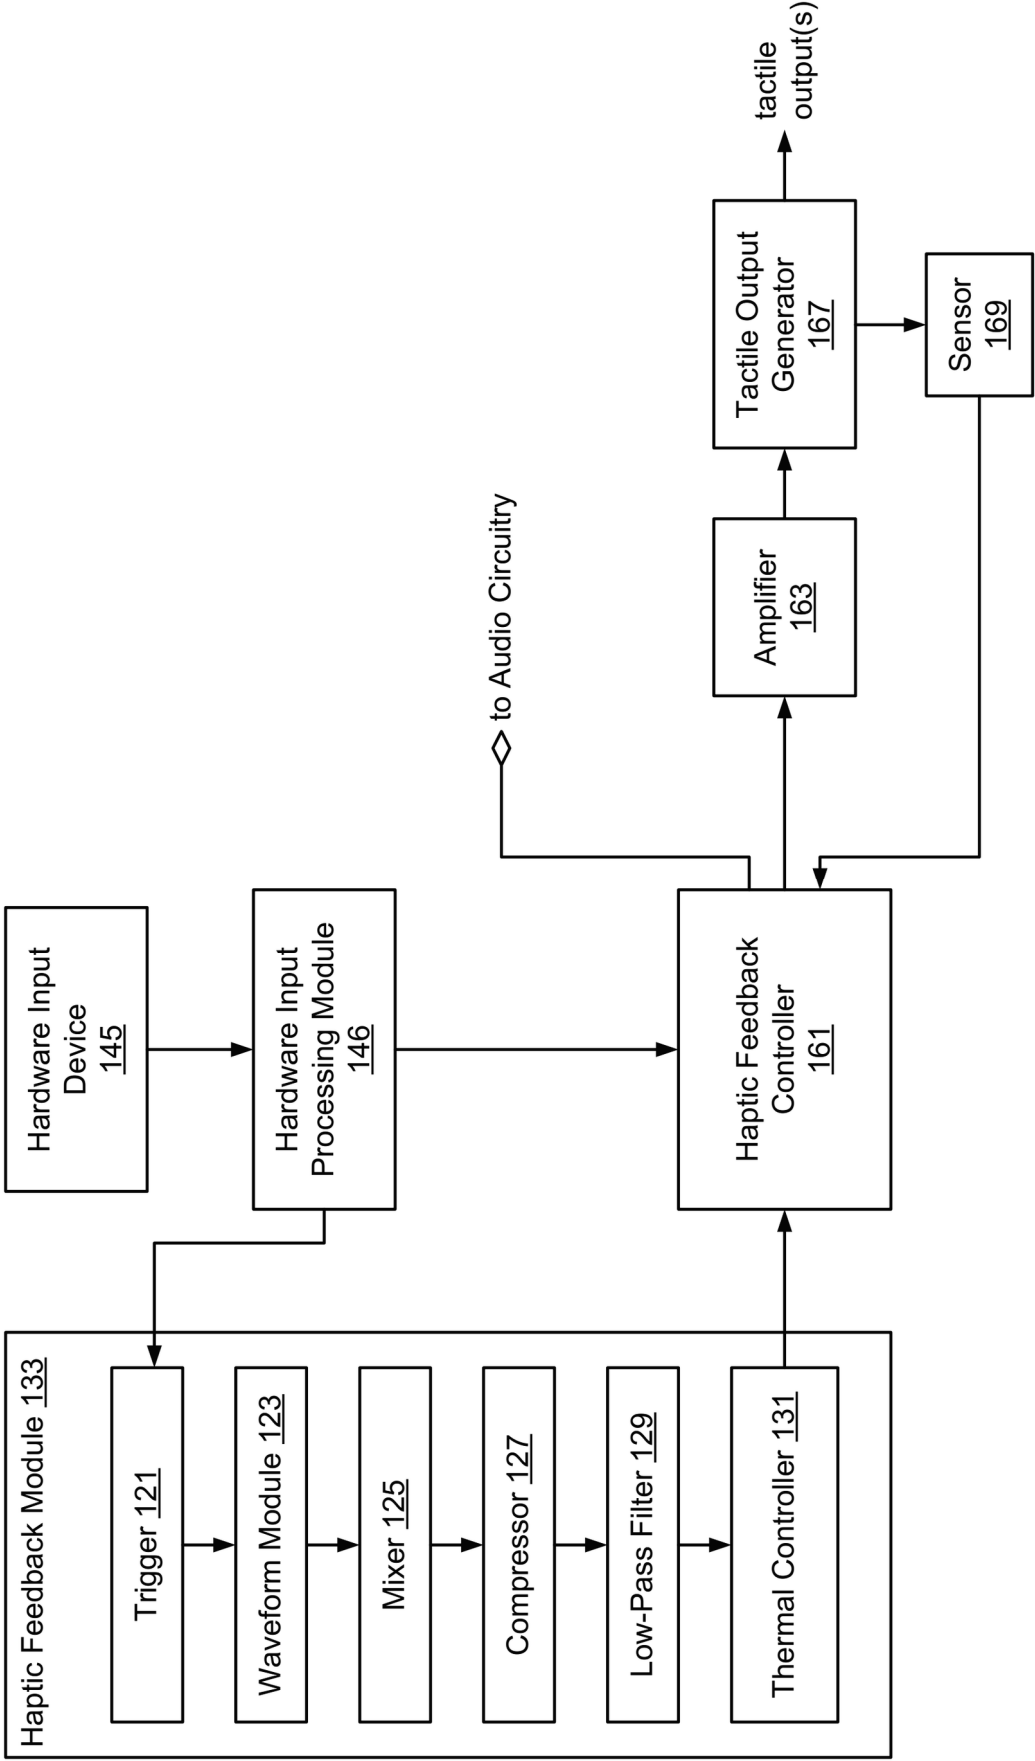 Haptic Feedback Module 133
Trigger 121
Waveform Module 123
Mixer 125
Compressor 127
Low-Pass Filter 129
Thermal Controller 131
Hardware Input
Device
145
Hardware Input
Processing Module
146
Haptic Feedback
Controller
161
to Audio Circuitry
Amplifier
163
Tactile Output
Generator
167
Sensor
169
tactile
output(s)